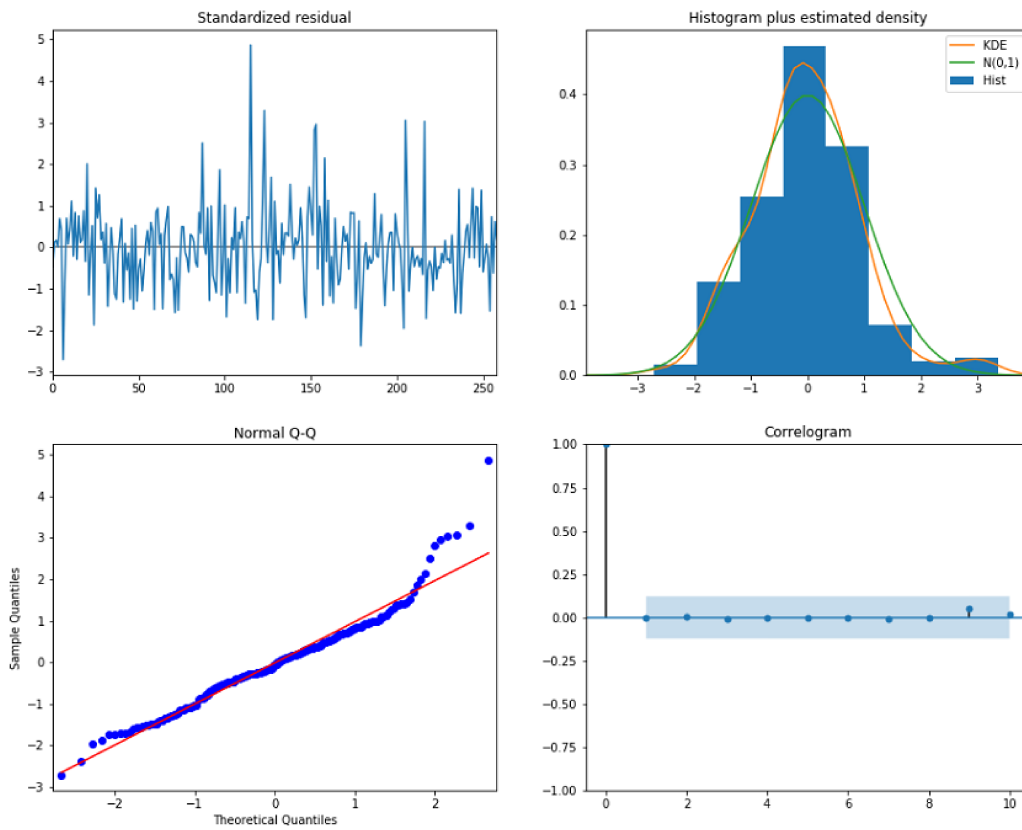 Standardized residual
5
4
3
2
1
0
−1
−2
−3
0 50 100 150 200 250
Histogram plus estimated density
KDE
N(0,1)
Hist
0.4
0.3
0.2
0.1
0.0
−3 −2 −1 0 1 2 3
Normal Q-Q
Sample Quantiles
5
4
3
2
1
0
−1
−2
−3
−2 −1 0 1 2
Theoretical Quantiles
Correlogram
1.00
0.75
0.50
0.25
0.00
−0.25
−0.50
−0.75
−1.00
0 2 4 6 8 10